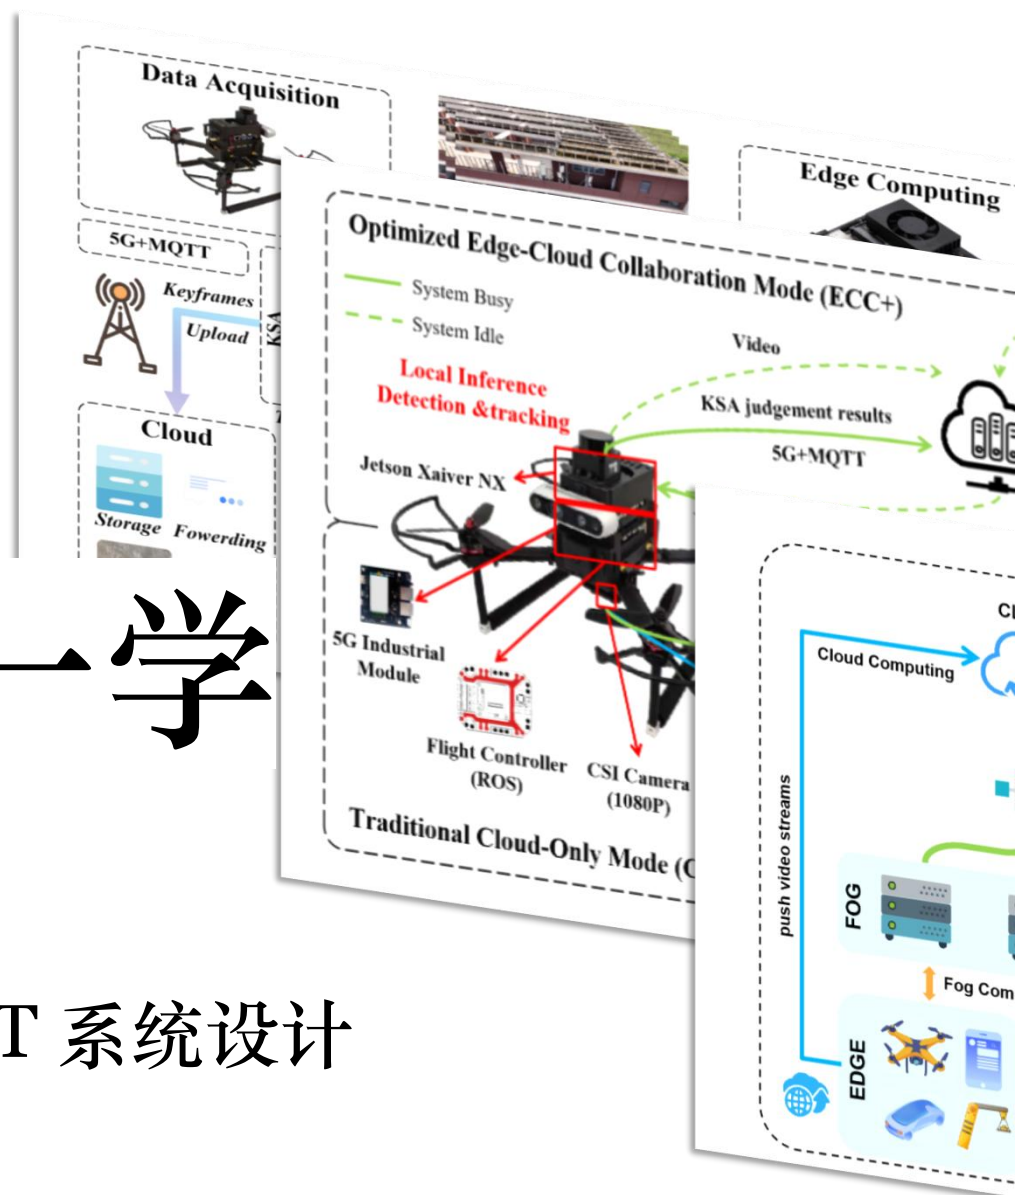 Data Acquisition
5G+MQTT
Keyframes
Upload
KSA
Cloud
Storage
Fowerding
Edge Computing
Optimized Edge-Cloud Collaboration Mode (ECC+)
System Busy
System Idle
Local Inference
Detection &tracking
Video
KSA judgement results
5G+MQTT
Jetson Xaiver NX
5G Industrial
Module
Flight Controller
(ROS)
CSI Camera
(1080P)
Traditional Cloud-Only Mode (C
一学
T 系统设计
Cl
Cloud Computing
push video streams
FOG
Fog Com
EDGE